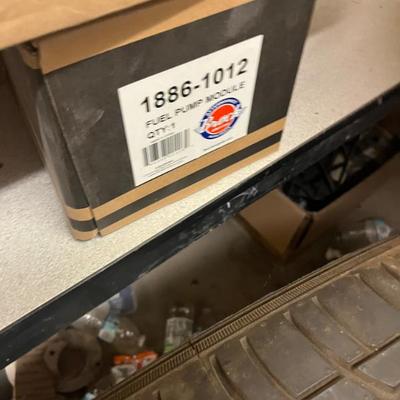 1886-1012
FUEL PUMP MODULE
QTY:1